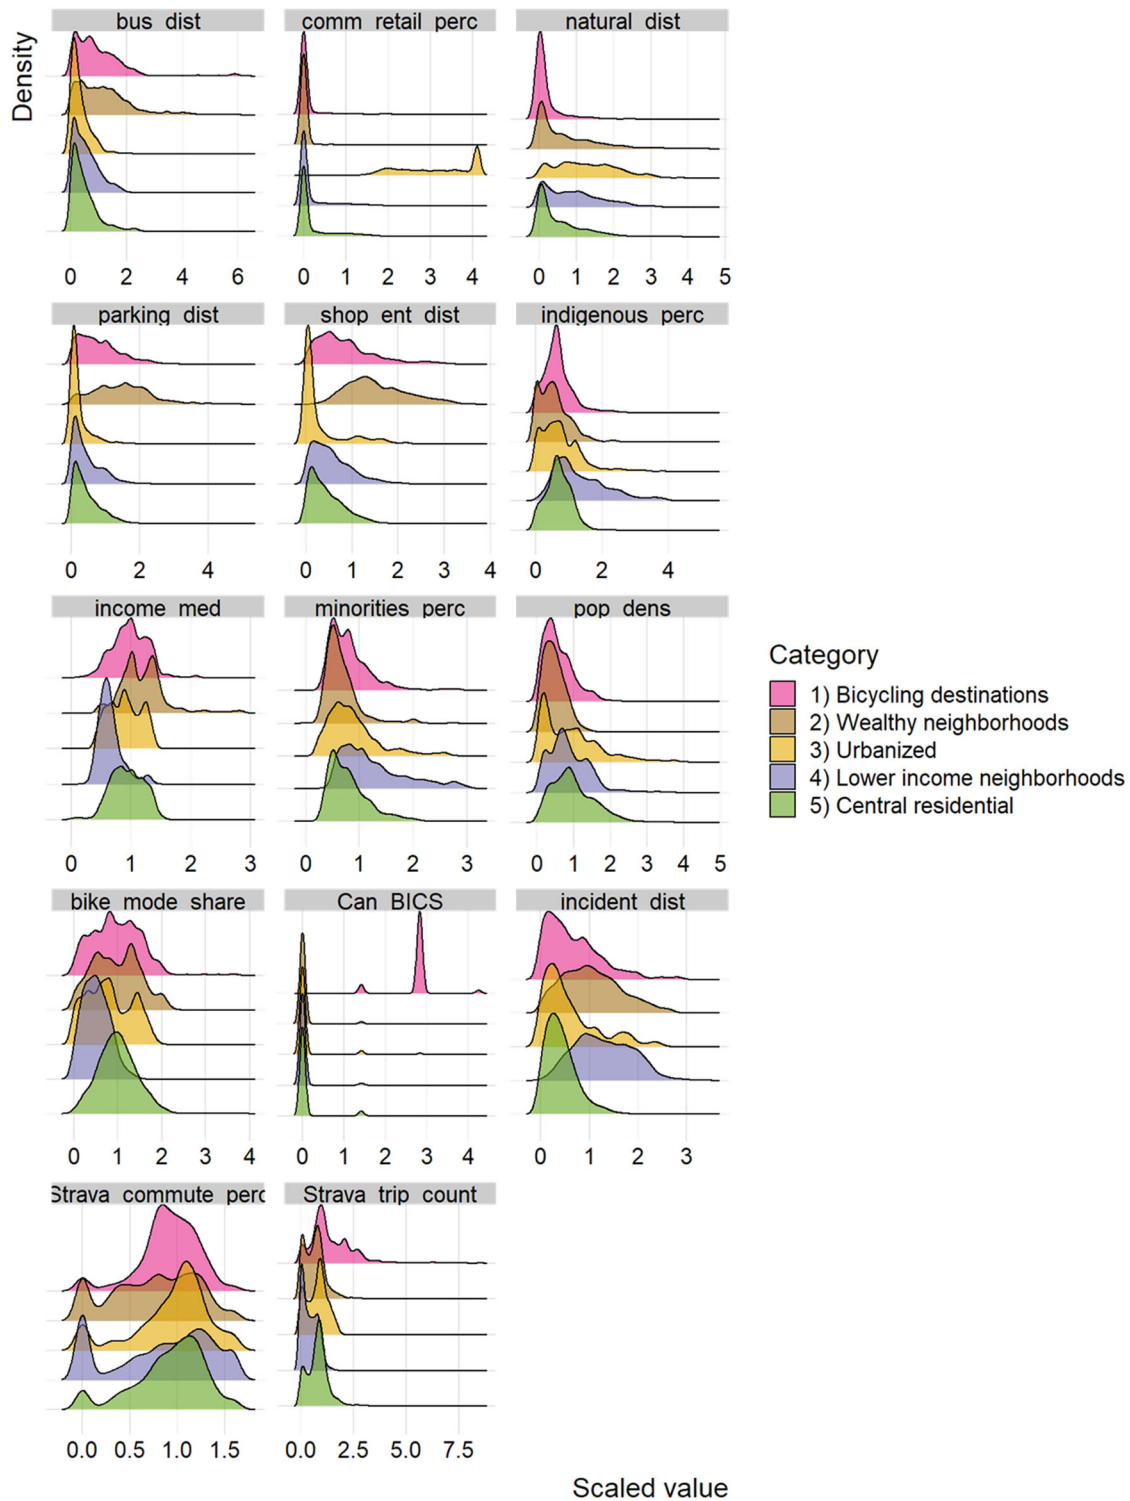 Density
bus dist
comm retail perc
natural dist
0 2 4 6
0 1 2 3 4
0 1 2 3 4 5
parking dist
shop ent dist
indigenous perc
0 2 4
0 1 2 3 4
0 2 4
income med
minorities perc
pop dens
0 1 2 3
0 1 2 3
0 1 2 3 4 5
Category
1) Bicycling destinations
2) Wealthy neighborhoods
3) Urbanized
4) Lower income neighborhoods
5) Central residential
bike mode share
Can BICS
incident dist
0 1 2 3 4
0 1 2 3 4
0 1 2 3
Strava commute perc
Strava trip count
0.0 0.5 1.0 1.5
0.0 2.5 5.0 7.5
Scaled value